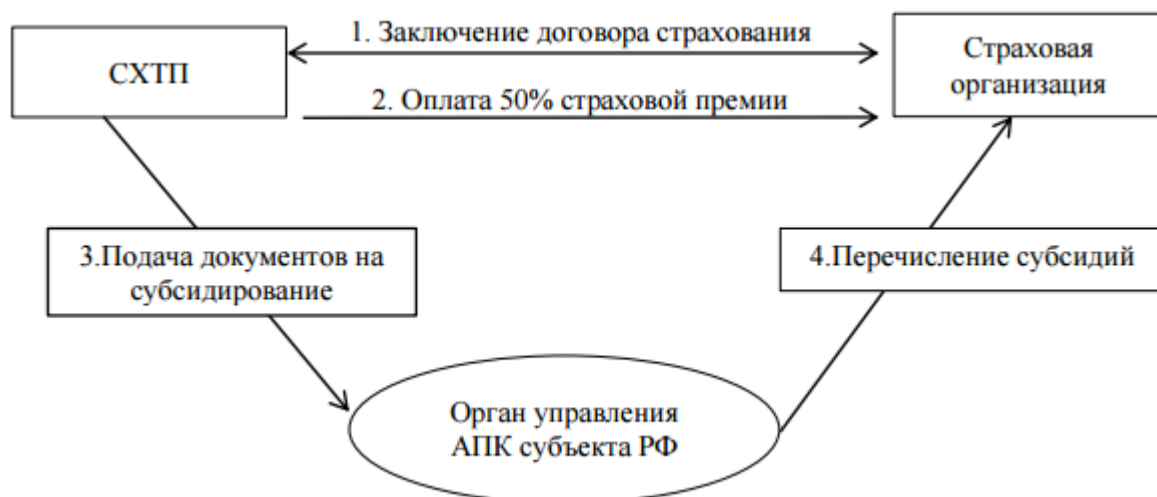 1. Заключение договора страхования
СХТП
Страховая
организация
2. Оплата 50% страховой премии
3.Подача документов на
субсидирование
4.Перечисление субсидий
Орган управления
АПК субъекта РФ